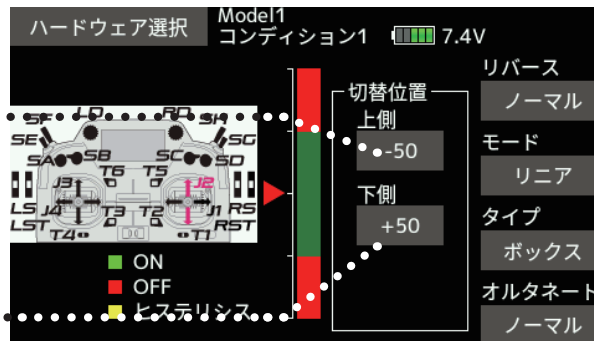 ハードウェア選択
Model1
コンディション1
7.4V
LD
RD
SF
SH
SE
SG
SA
SB
SC
SD
T6
T5
J3
J2
LS
J4
T3
T2
J1
RS
LST
RST
T4
T1
ON
OFF
ヒステリシス
切替位置
上側
-50
下側
+50
リバース
ノーマル
モード
リニア
タイプ
ボックス
オルタネート
ノーマル